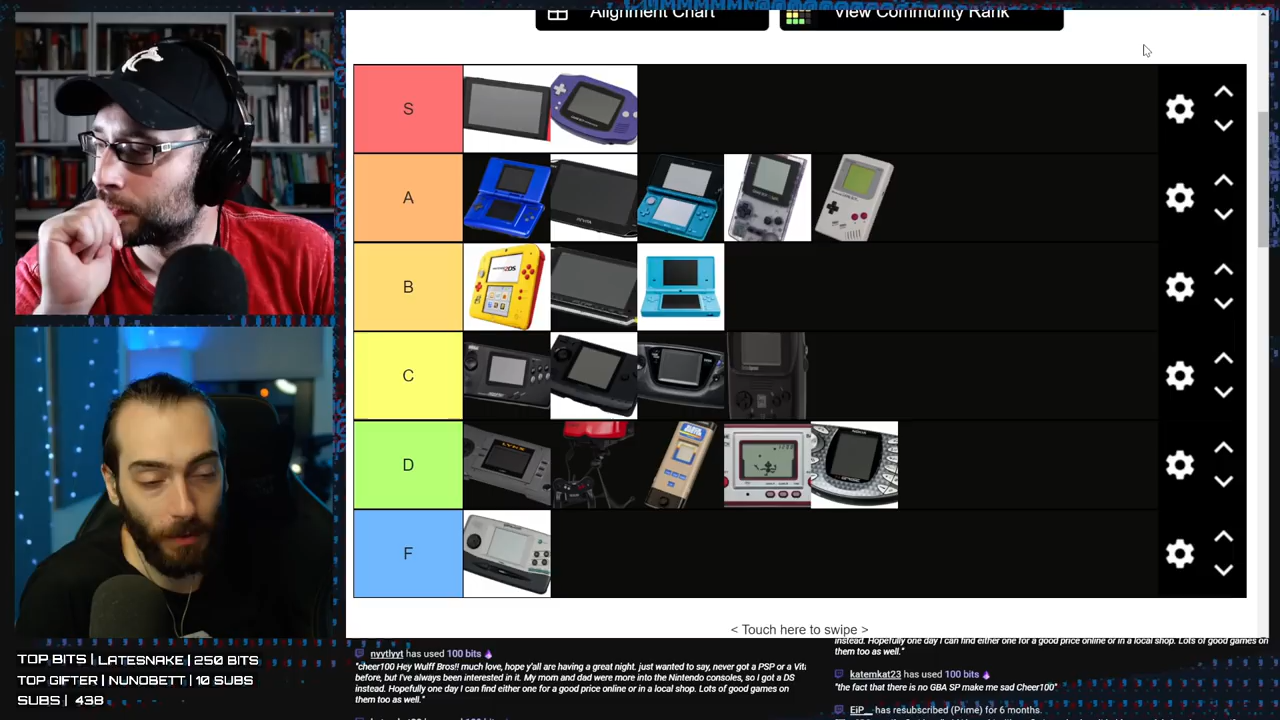 Alignment Chart
View Community Rank
S
A
B
C
D
F
< Touch here to swipe >
TOP BITS | LATESNAKE | 250 BITS
TOP GIFTER | NUNOBETT | 10 SUBS
SUBS | 438
nyytlyyt has used 100 bits
"cheer100 Hey Wulff Bros!! much love, hope y'all are having a great night. just wanted to say, never got a PSP or a Vita
before, but I've always been interested in it. My mom and dad were more into the Nintendo consoles, so I got a DS
instead. Hopefully one day I can find either one for a good price online or in a local shop. Lots of good games on
them too as well."
instead. Hopefully one day I can find either one for a good price online or in a local shop. Lots of good games on
them too as well."
katemkat23 has used 100 bits
"the fact that there is no GBA SP make me sad Cheer100"
EiP__ has resubscribed (Prime) for 6 months.